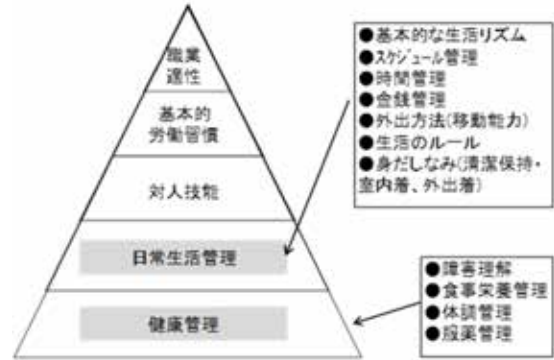 職業
適性
基本的
労働習慣
対人技能
日常生活管理
健康管理
●基本的な生活リズム
●スケジュール管理
●時間管理
●金銭管理
●外出方法(移動能力)
●生活のルール
●身だしなみ(清潔保持・
室内着、外出着)
●障害理解
●食事栄養管理
●体調管理
●服薬管理